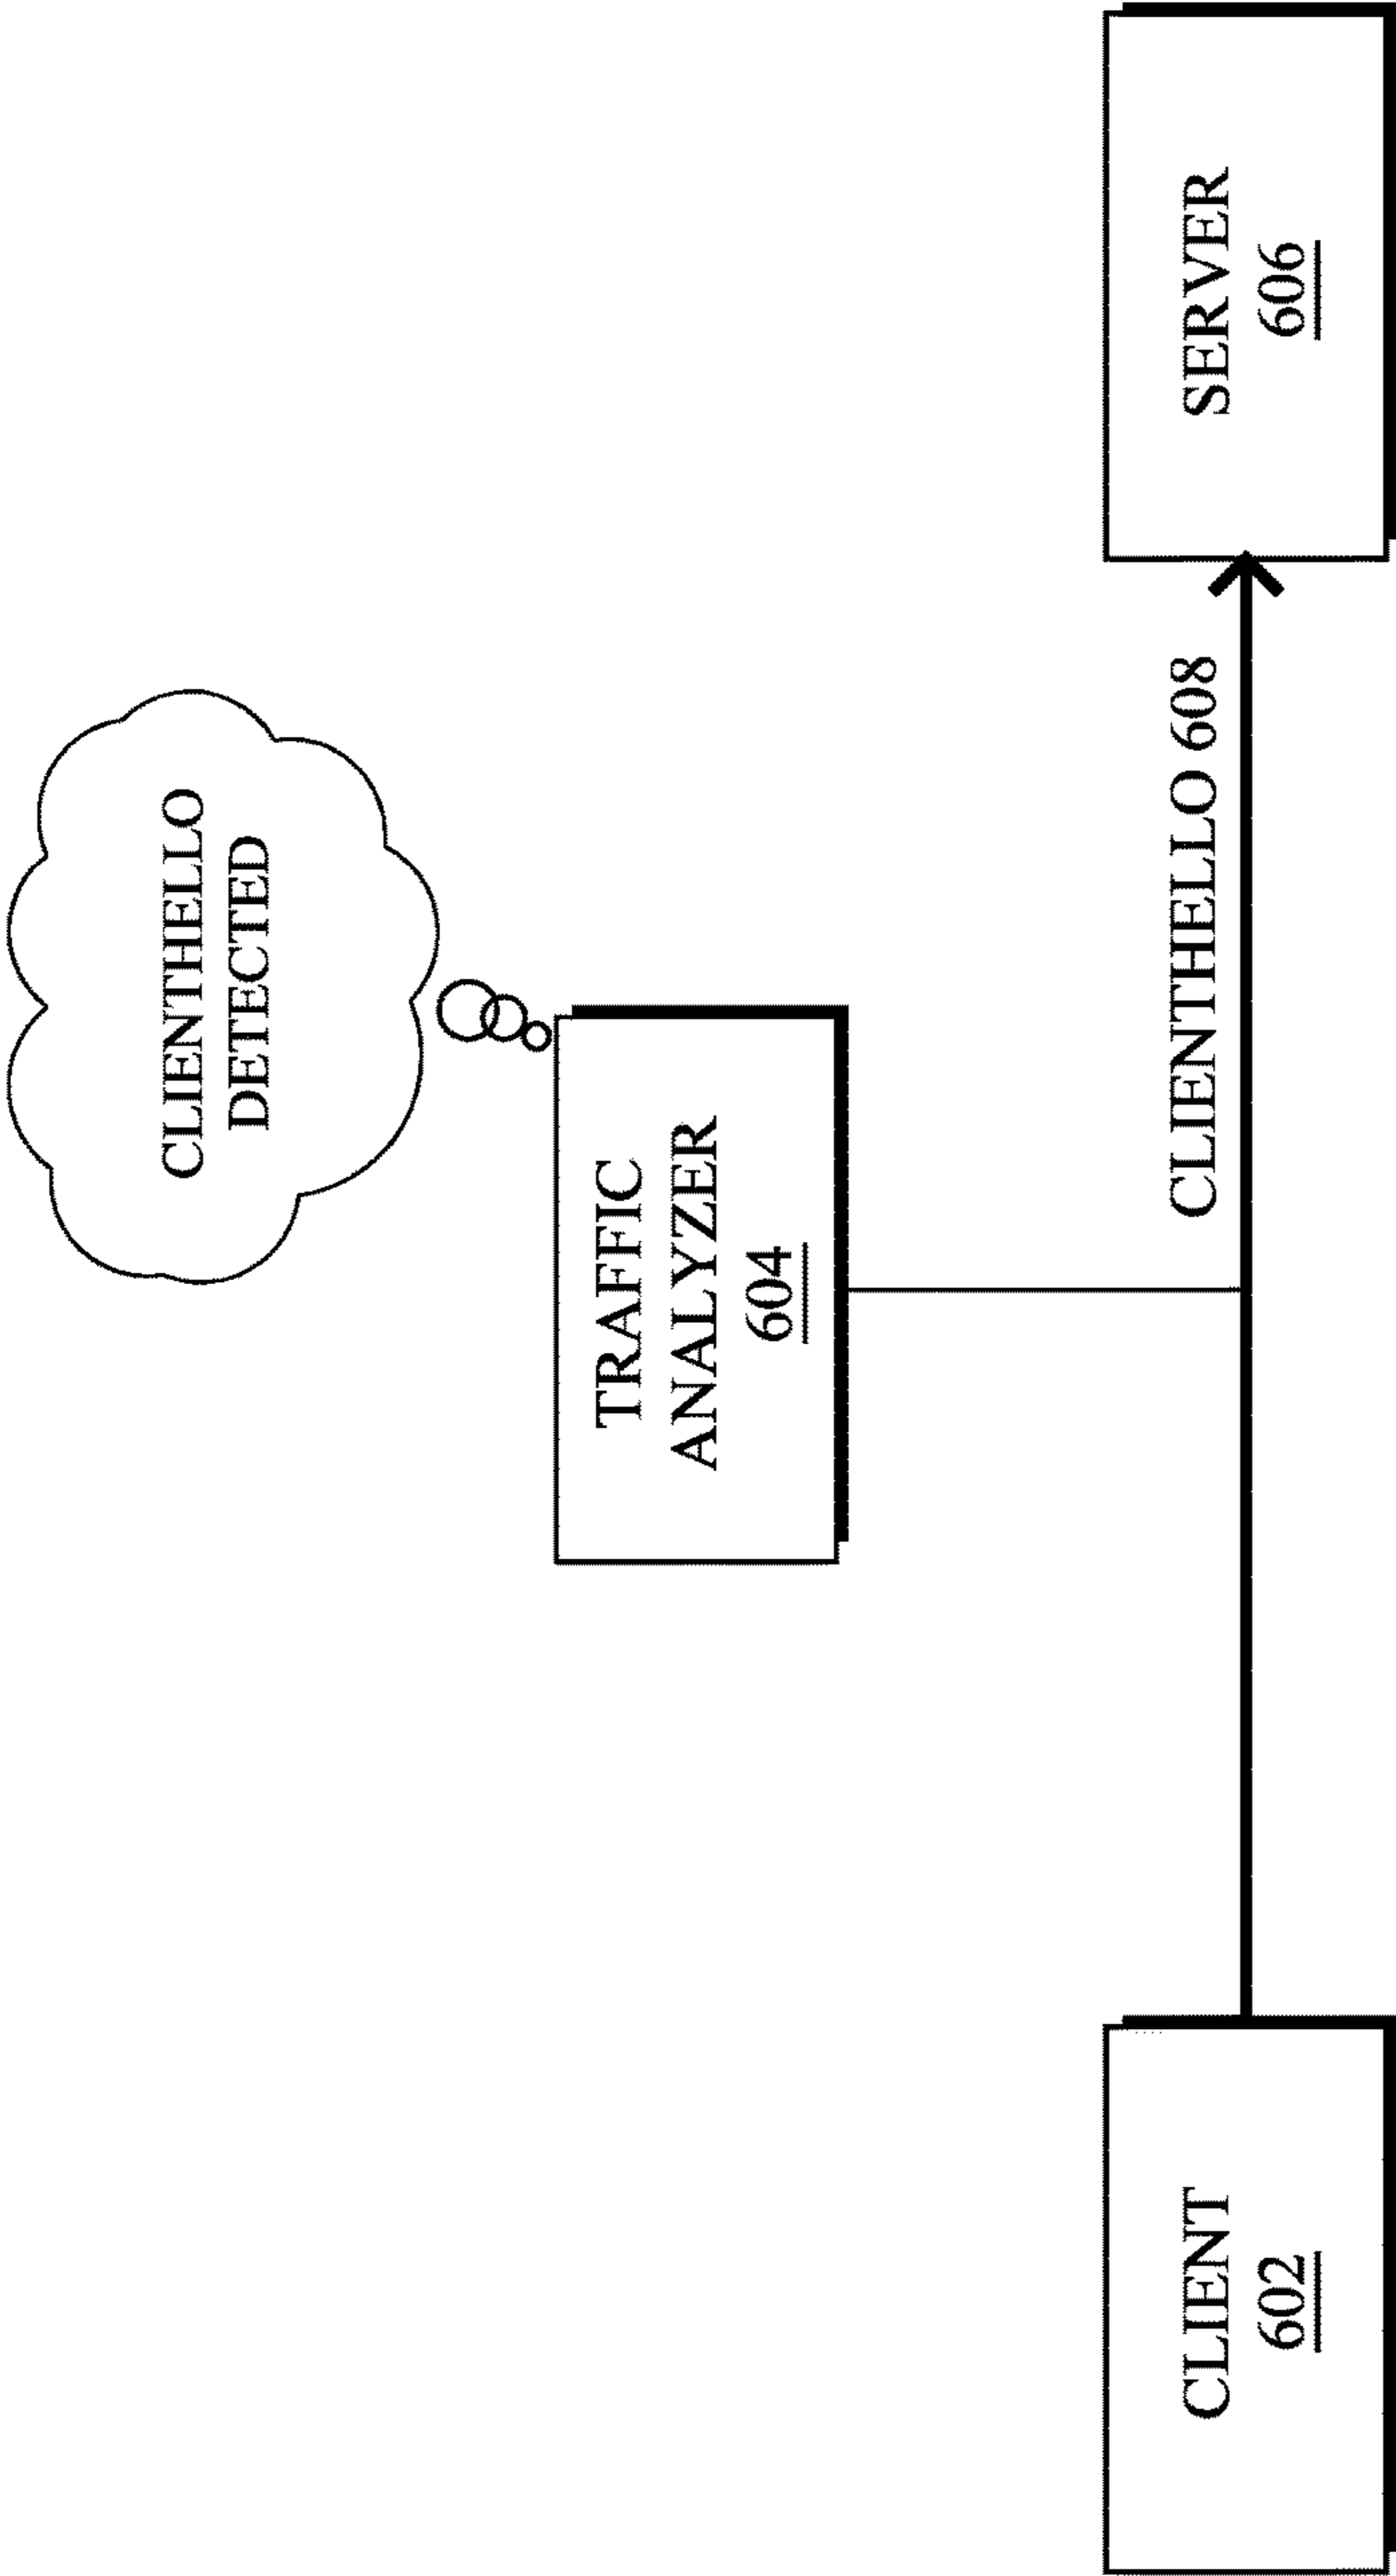 CLIENTHELLO
DETECTED
TRAFFIC
ANALYZER
604
CLIENTHELLO 608
CLIENT
602
SERVER
606